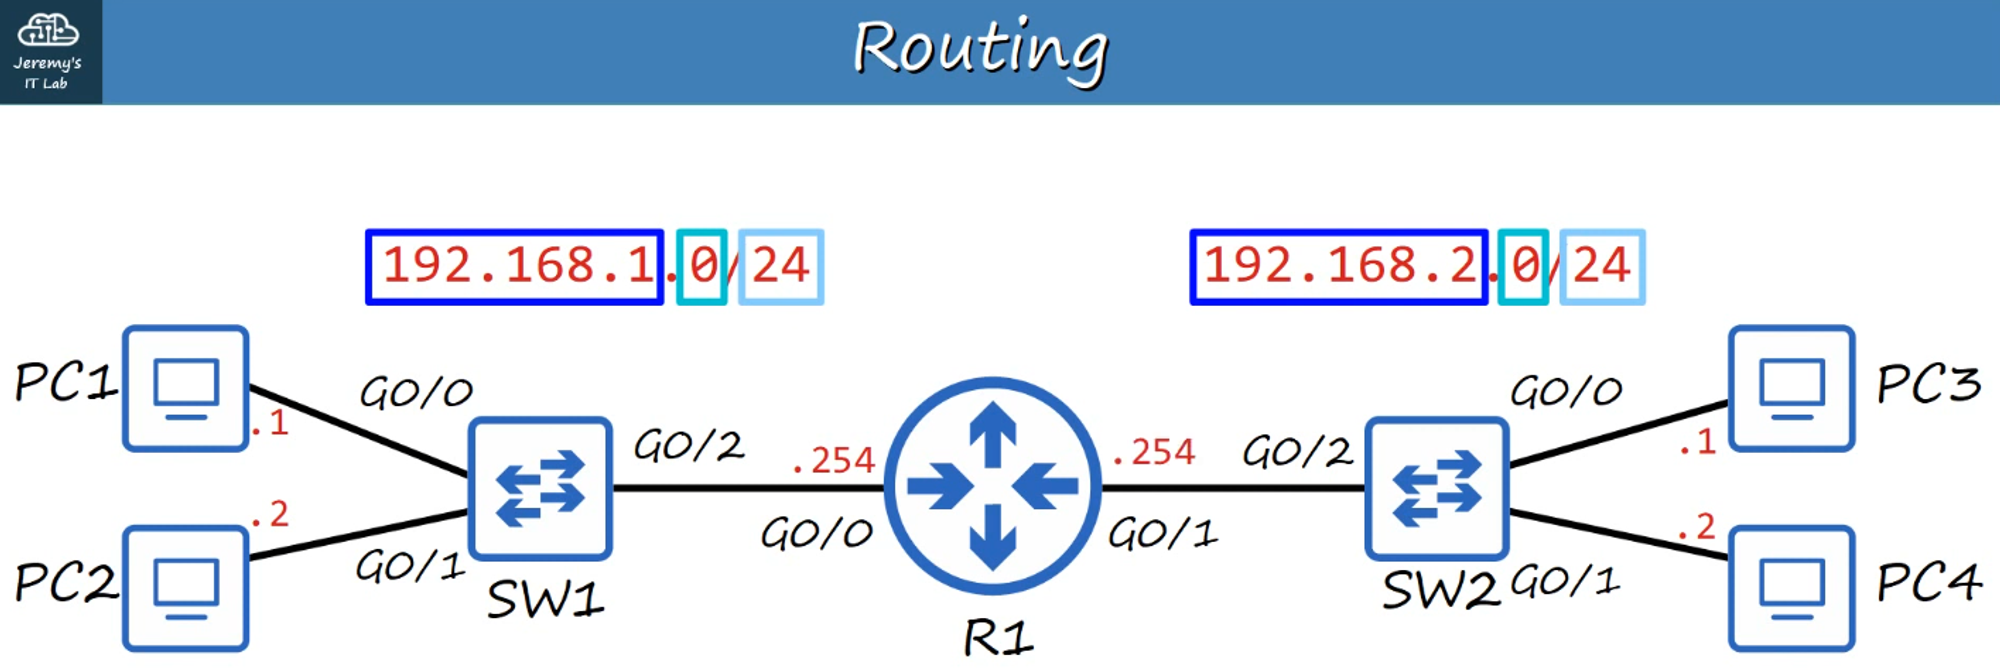 Jeremy's
IT Lab
Routing
192.168.1.0/24
192.168.2.0/24
PC1
.1
G0/0
PC2
.2
G0/1
SW1
G0/2
.254
G0/0
R1
.254
G0/1
G0/2
SW2
G0/0
.1
PC3
G0/1
.2
PC4